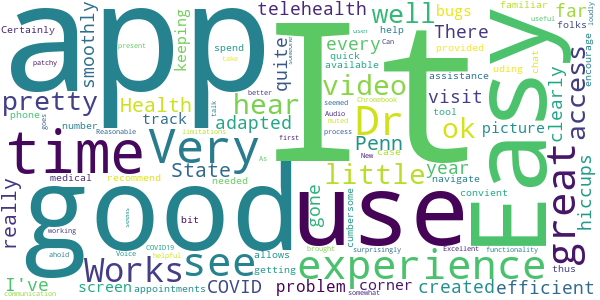 app
It
Easy
good
use
time
Very
Works
see
experience
great
little
Dr
ok
well
video
hear
pretty
Health
adapted
State
COVID
Penn
visit
access
really
I've
screen
problem
corner
created
efficient
year
gone
quite
every
There
bugs
far
telehealth
keeping
smoothly
Certainly
patchy
phone
number
track
spend
bit
needed
medical
recommend
picture
clearly
hiccups
cumbersome
familiar
folks
encourage
loudly
useful
user
Can
help
quick
available
provided
assistance
uding
chat
take
present
goes
Reasonable
limitations
talk
better
seemed
Chromebook
Audio
muted
process
first
New
case
tool
navigate
convient
As
allows
getting
brought
surprisingly
Excellent
functionality
thus
somewhat
appointments
COVID19
helpful
Voice
seems
working
ahold
communication